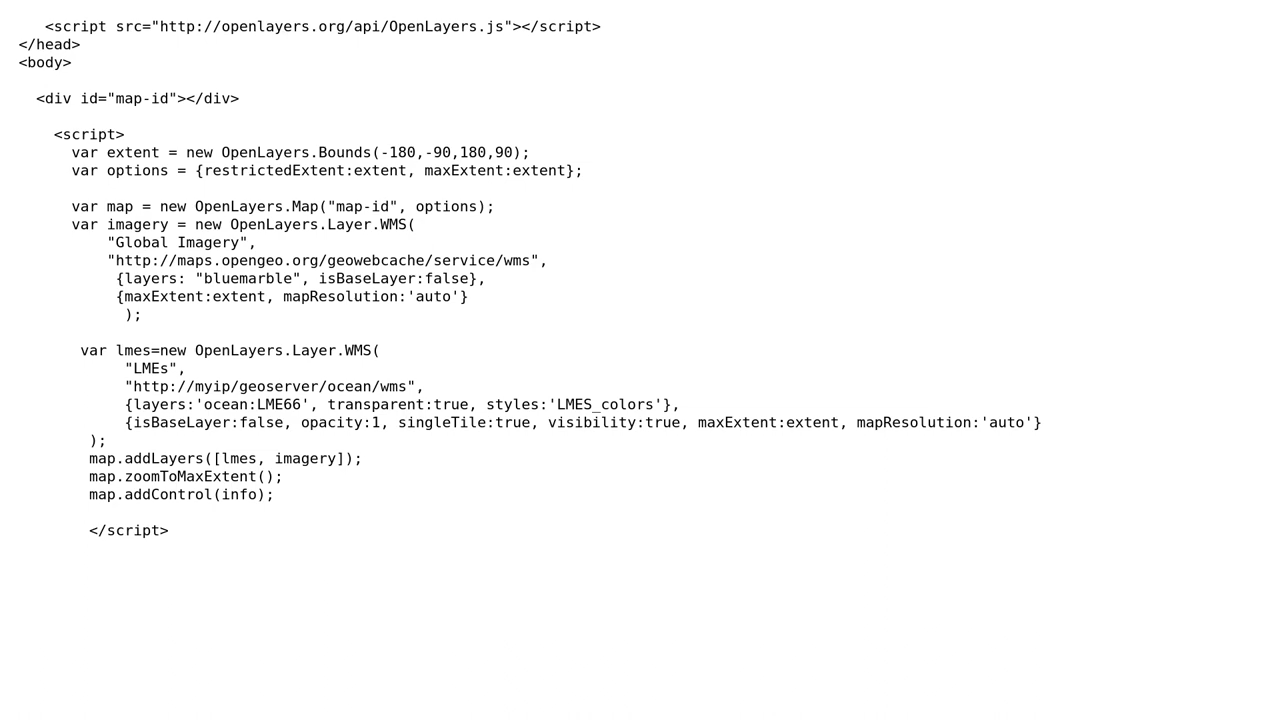 <script src="http://openlayers.org/api/OpenLayers.js"></script>
</head>
<body>
<div id="map-id"></div>
<script>
var extent = new OpenLayers.Bounds(-180,-90,180,90);
var options = {restrictedExtent:extent, maxExtent:extent};
var map = new OpenLayers.Map("map-id", options);
var imagery = new OpenLayers.Layer.WMS(
"Global Imagery",
"http://maps.opengeo.org/geowebcache/service/wms",
{layers: "bluemarble", isBaseLayer:false},
{maxExtent:extent, mapResolution:'auto'}
);
var lmes=new OpenLayers.Layer.WMS(
"LMEs",
"http://myip/geoserver/ocean/wms",
{layers:'ocean:LME66', transparent:true, styles:'LMES_colors'},
{isBaseLayer:false, opacity:1, singleTile:true, visibility:true, maxExtent:extent, mapResolution:'auto'}
);
map.addLayers([lmes, imagery]);
map.zoomToMaxExtent();
map.addControl(info);
</script>